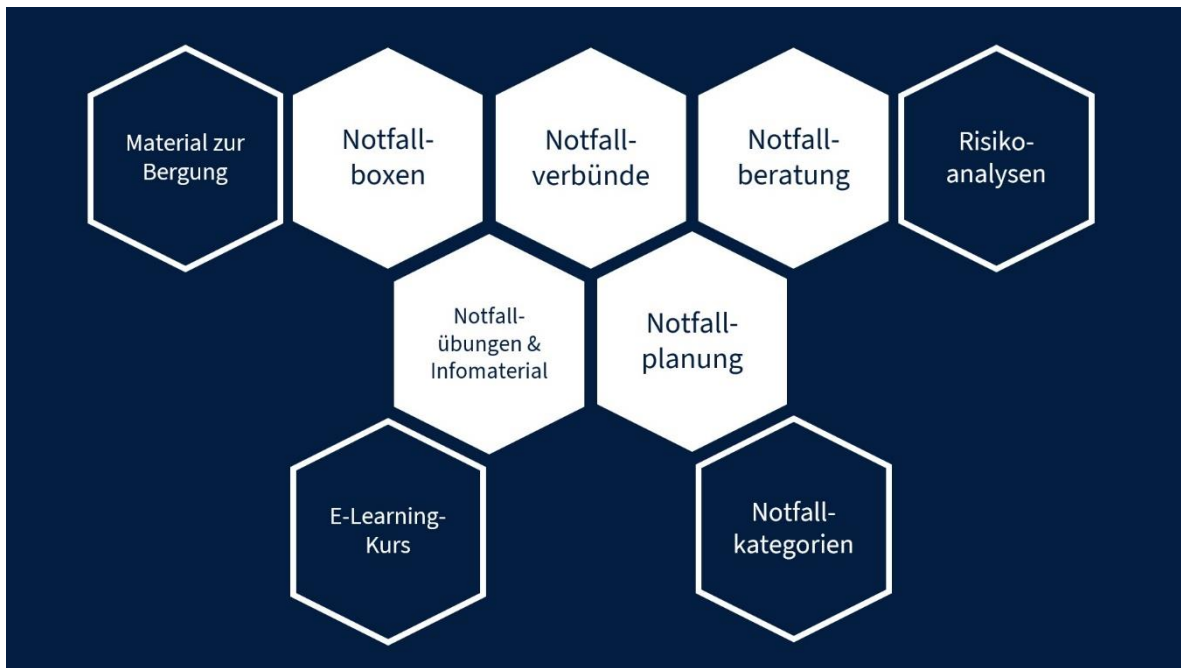 Material zur
Bergung
Notfall-
boxen
Notfall-
verbünde
Notfall-
beratung
Risiko-
analysen
Notfall-
übungen &
Infomaterial
Notfall-
planung
E-Learning-
Kurs
Notfall-
kategorien